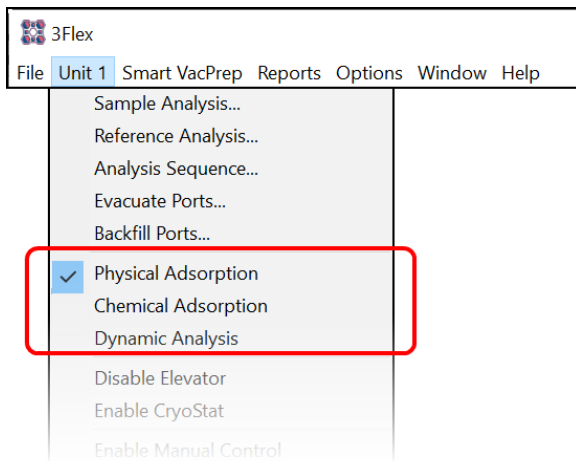 3Flex
File Unit 1 Smart VacPrep Reports Options Window Help
Sample Analysis...
Reference Analysis...
Analysis Sequence...
Evacuate Ports...
Backfill Ports...
Physical Adsorption
Chemical Adsorption
Dynamic Analysis
Disable Elevator
Enable CryoStat
Enable Manual Control